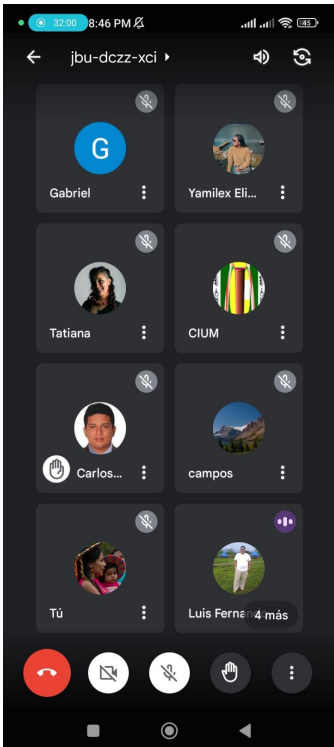 32:00 8:46 PM 45
jbu-dczz-xci
G
Gabriel
Yamilex Eli...
Tatiana
CIUM
Carlos...
campos
Tú
Luis Fernando
4 más